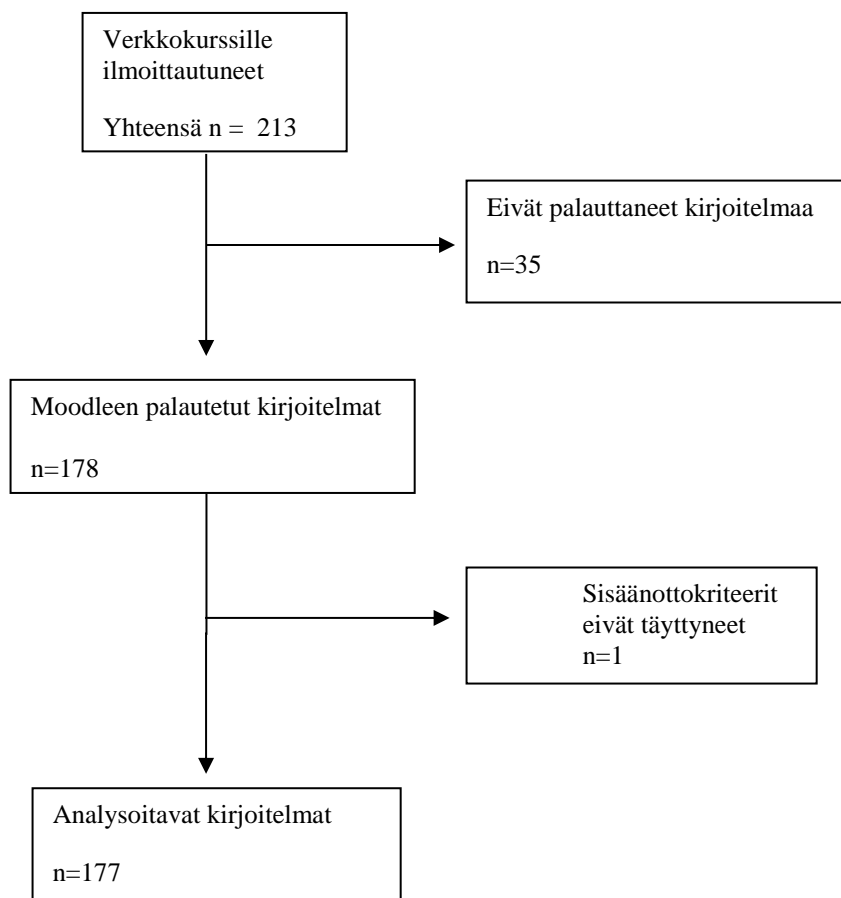 Verkkokurssille
ilmoittautuneet
Yhteensä n =  213
Eivät palauttaneet kirjoitelmaa
n=35
Moodleen palautetut kirjoitelmat
n=178
Sisäänottokriteerit
eivät täyttyneet
n=1
Analysoitavat kirjoitelmat
n=177